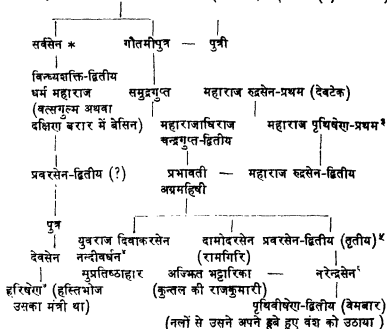 सर्वसेन * गौतमीपुत्र — पुत्री
विन्ध्यशक्ति-द्वितीय
धर्म महाराज समुद्रगुप्त महाराज रुद्रसेन-प्रथम (देवटेक)
(वत्सगुल्म अथवा
दक्षिण बरार में बेसिन) महाराजाधिराज महाराज पृथिषेण-प्रथम
चन्द्रगुप्त-द्वितीय
प्रवरसेन-द्वितीय (?) प्रभावती — महाराज रुद्रसेन-द्वितीय
अग्रमहिषी
पुत्र युवराज दिवाकरसेन दामोदरसेन प्रवरसेन-द्वितीय (तृतीय)
देवसेन नन्दीवर्धन (रामगिरि)
हरिषेण (हस्तिभोज सुप्रतिष्ठाहार अज्झित भट्टारिका — नरेन्द्रसेन
उसका मंत्री था) (कुन्तल की राजकुमारी)
पृथिवीषेण-द्वितीय (वेमबार)
(नलों से उसने अपने डूबे हुए वंश को उठाया)